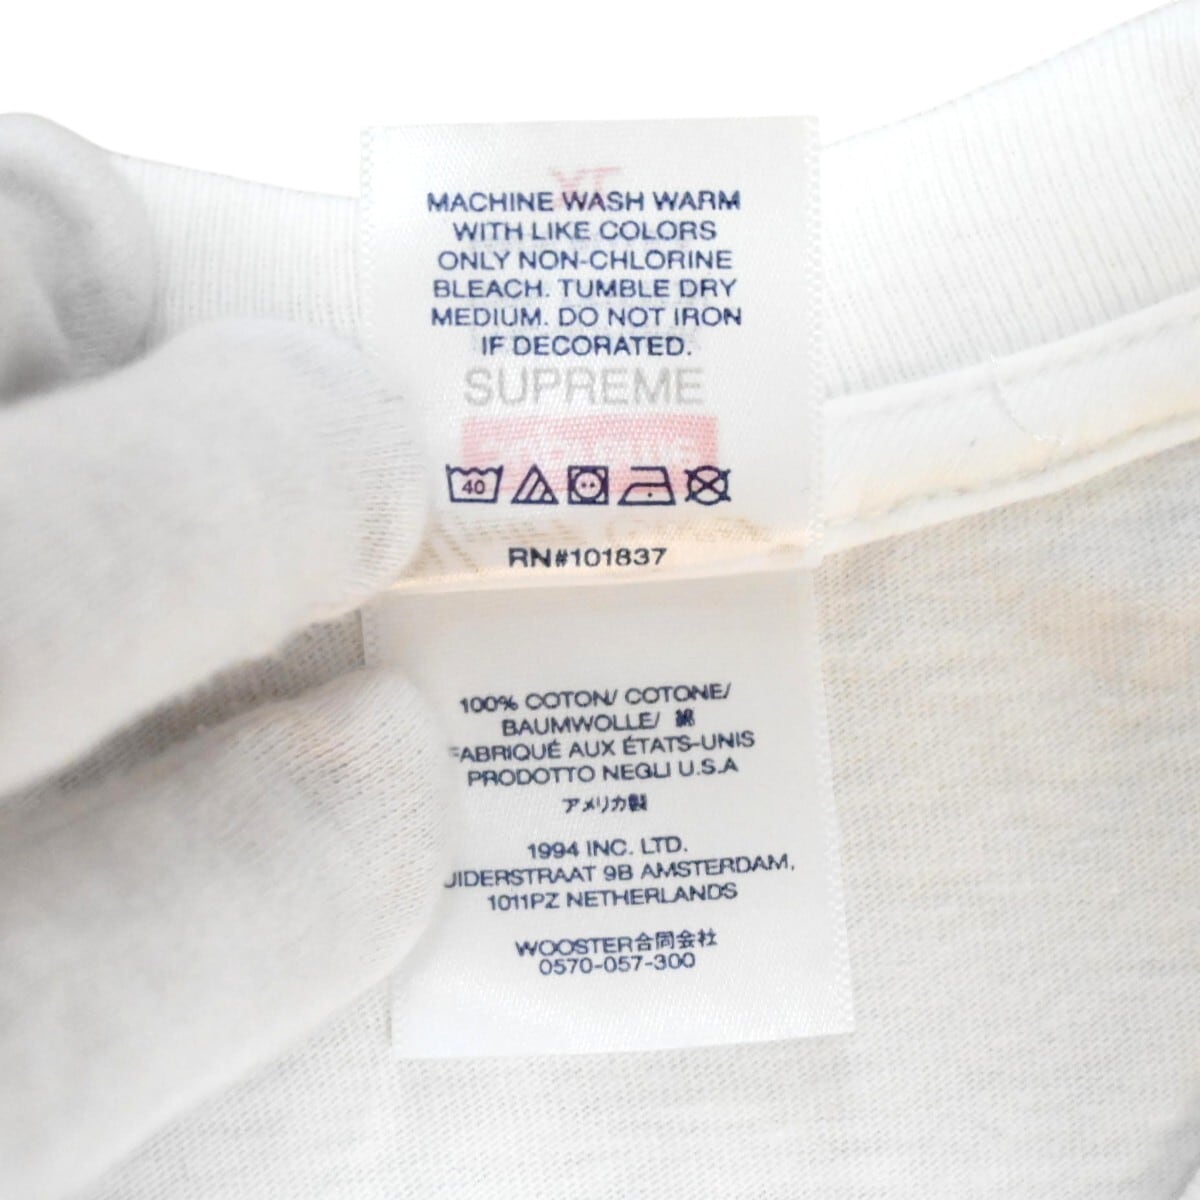 MACHINE WASH WARM
WITH LIKE COLORS
ONLY NON-CHLORINE
BLEACH. TUMBLE DRY
MEDIUM. DO NOT IRON
IF DECORATED.
SUPREME
40
RN#101837
100% COTON/ COTONE/
BAUMWOLLE/ 綿
FABRIQUÉ AUX ÉTATS-UNIS
PRODOTTO NEGLI U.S.A
アメリカ製
1994 INC. LTD.
UIDERSTRAAT 9B AMSTERDAM,
1011PZ NETHERLANDS
WOOSTER合同会社
0570-057-300